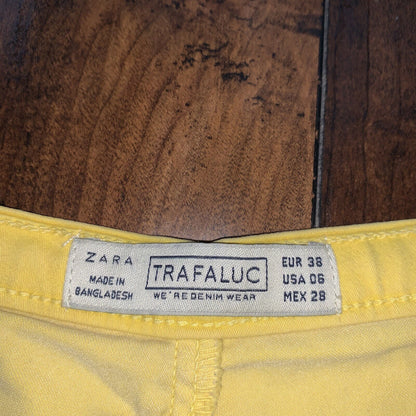 ZARA
MADE IN
BANGLADESH
TRAFALUC
WE'RE DENIM WEAR
EUR 38
USA 06
MEX 28